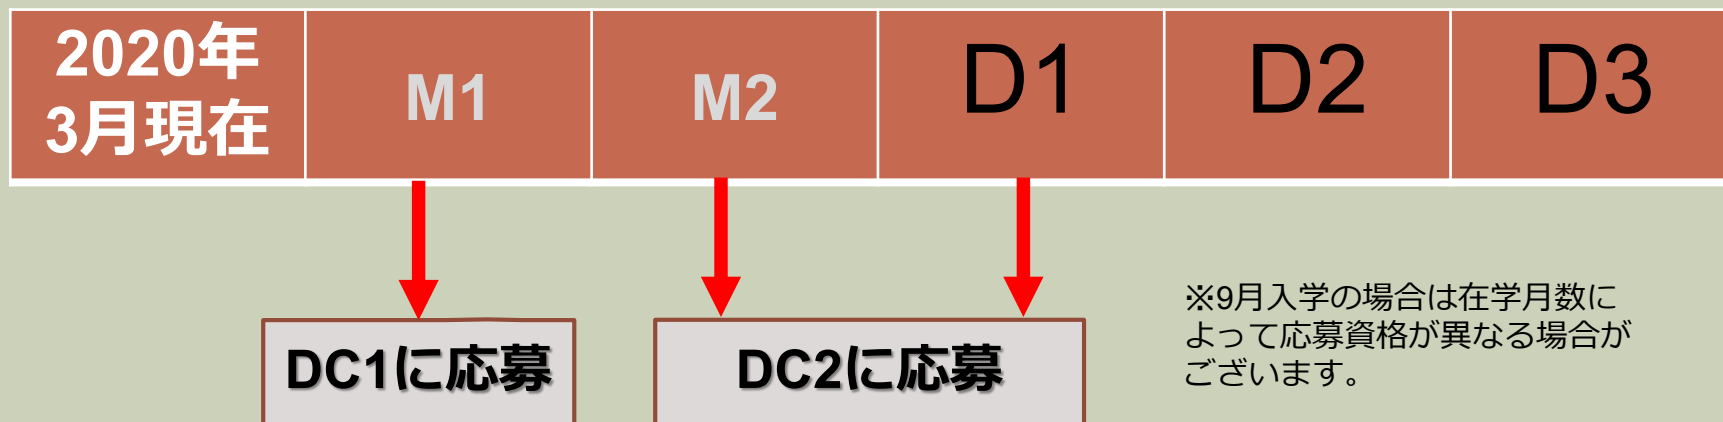 2020年
3月現在
M1
M2
D1
D2
D3
DC1に応募
DC2に応募
※9月入学の場合は在学月数に
よって応募資格が異なる場合が
ございます。